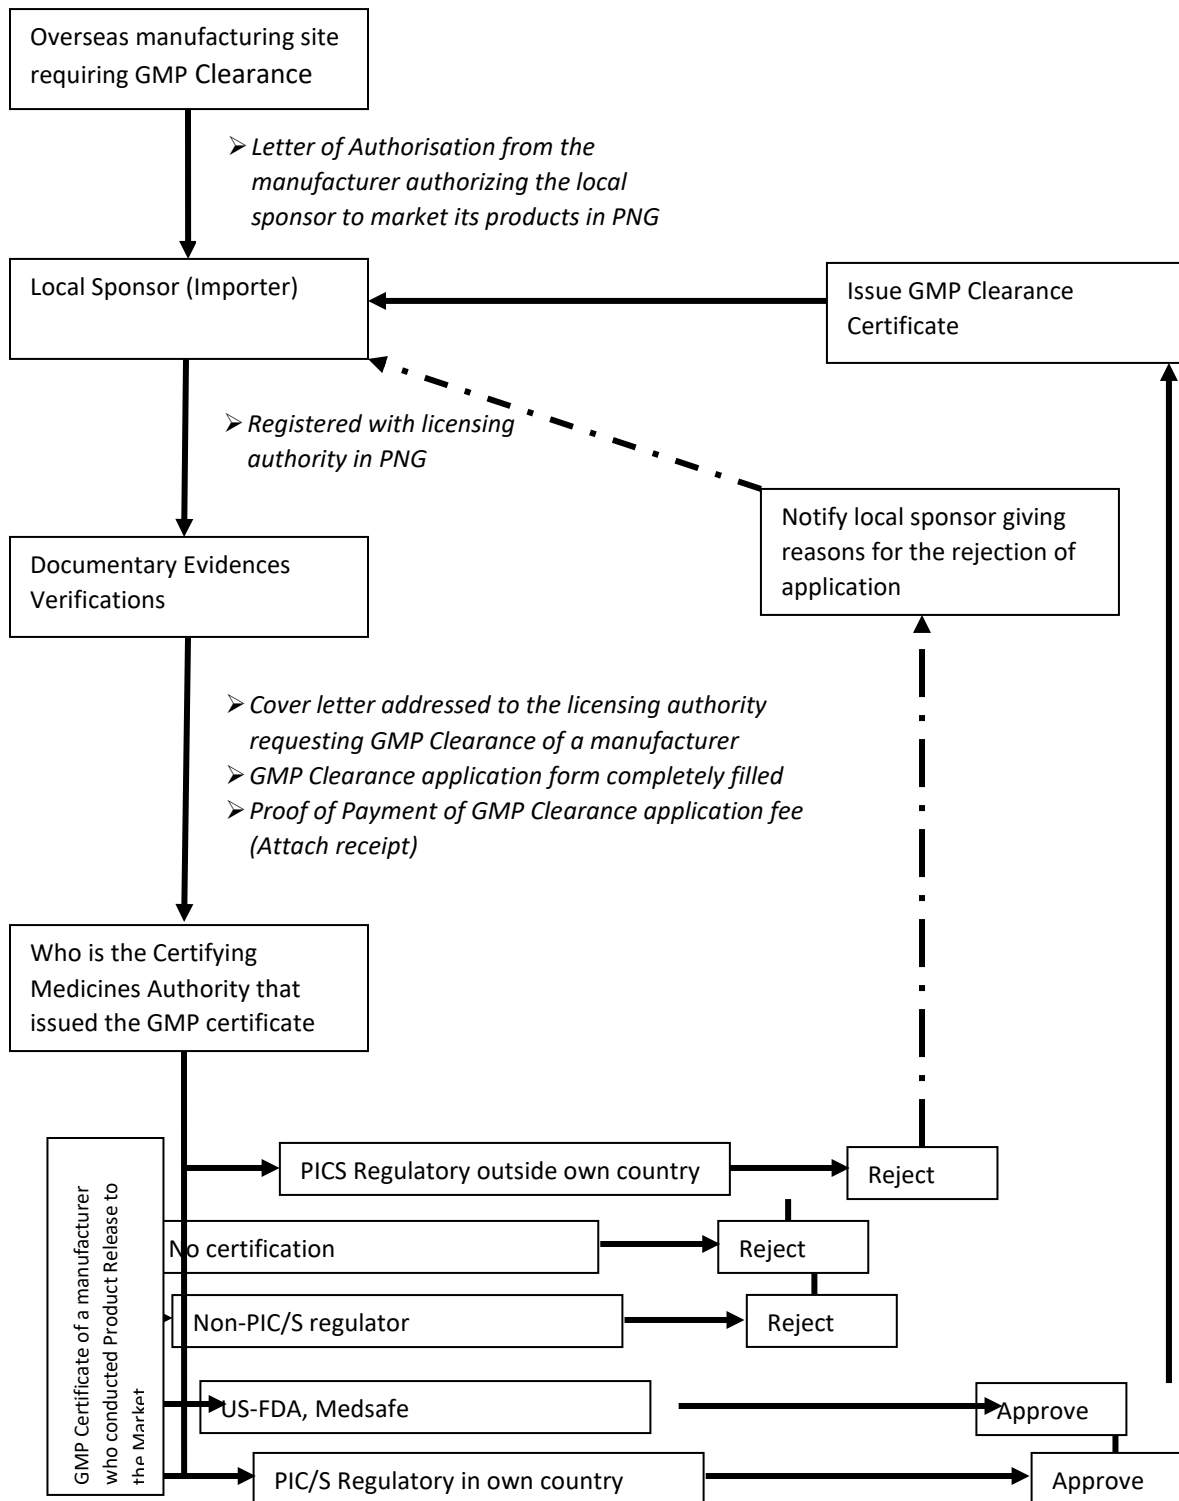 Overseas manufacturing site
requiring GMP Clearance
➢ Letter of Authorisation from the
manufacturer authorizing the local
sponsor to market its products in PNG
Local Sponsor (Importer)
Issue GMP Clearance
Certificate
➢ Registered with licensing
authority in PNG
Notify local sponsor giving
reasons for the rejection of
application
Documentary Evidences
Verifications
➢ Cover letter addressed to the licensing authority
requesting GMP Clearance of a manufacturer
➢ GMP Clearance application form completely filled
➢ Proof of Payment of GMP Clearance application fee
(Attach receipt)
Who is the Certifying
Medicines Authority that
issued the GMP certificate
GMP Certificate of a manufacturer
who conducted Product Release to
the Market
PICS Regulatory outside own country
Reject
No certification
Reject
Non-PIC/S regulator
Reject
US-FDA, Medsafe
Approve
PIC/S Regulatory in own country
Approve